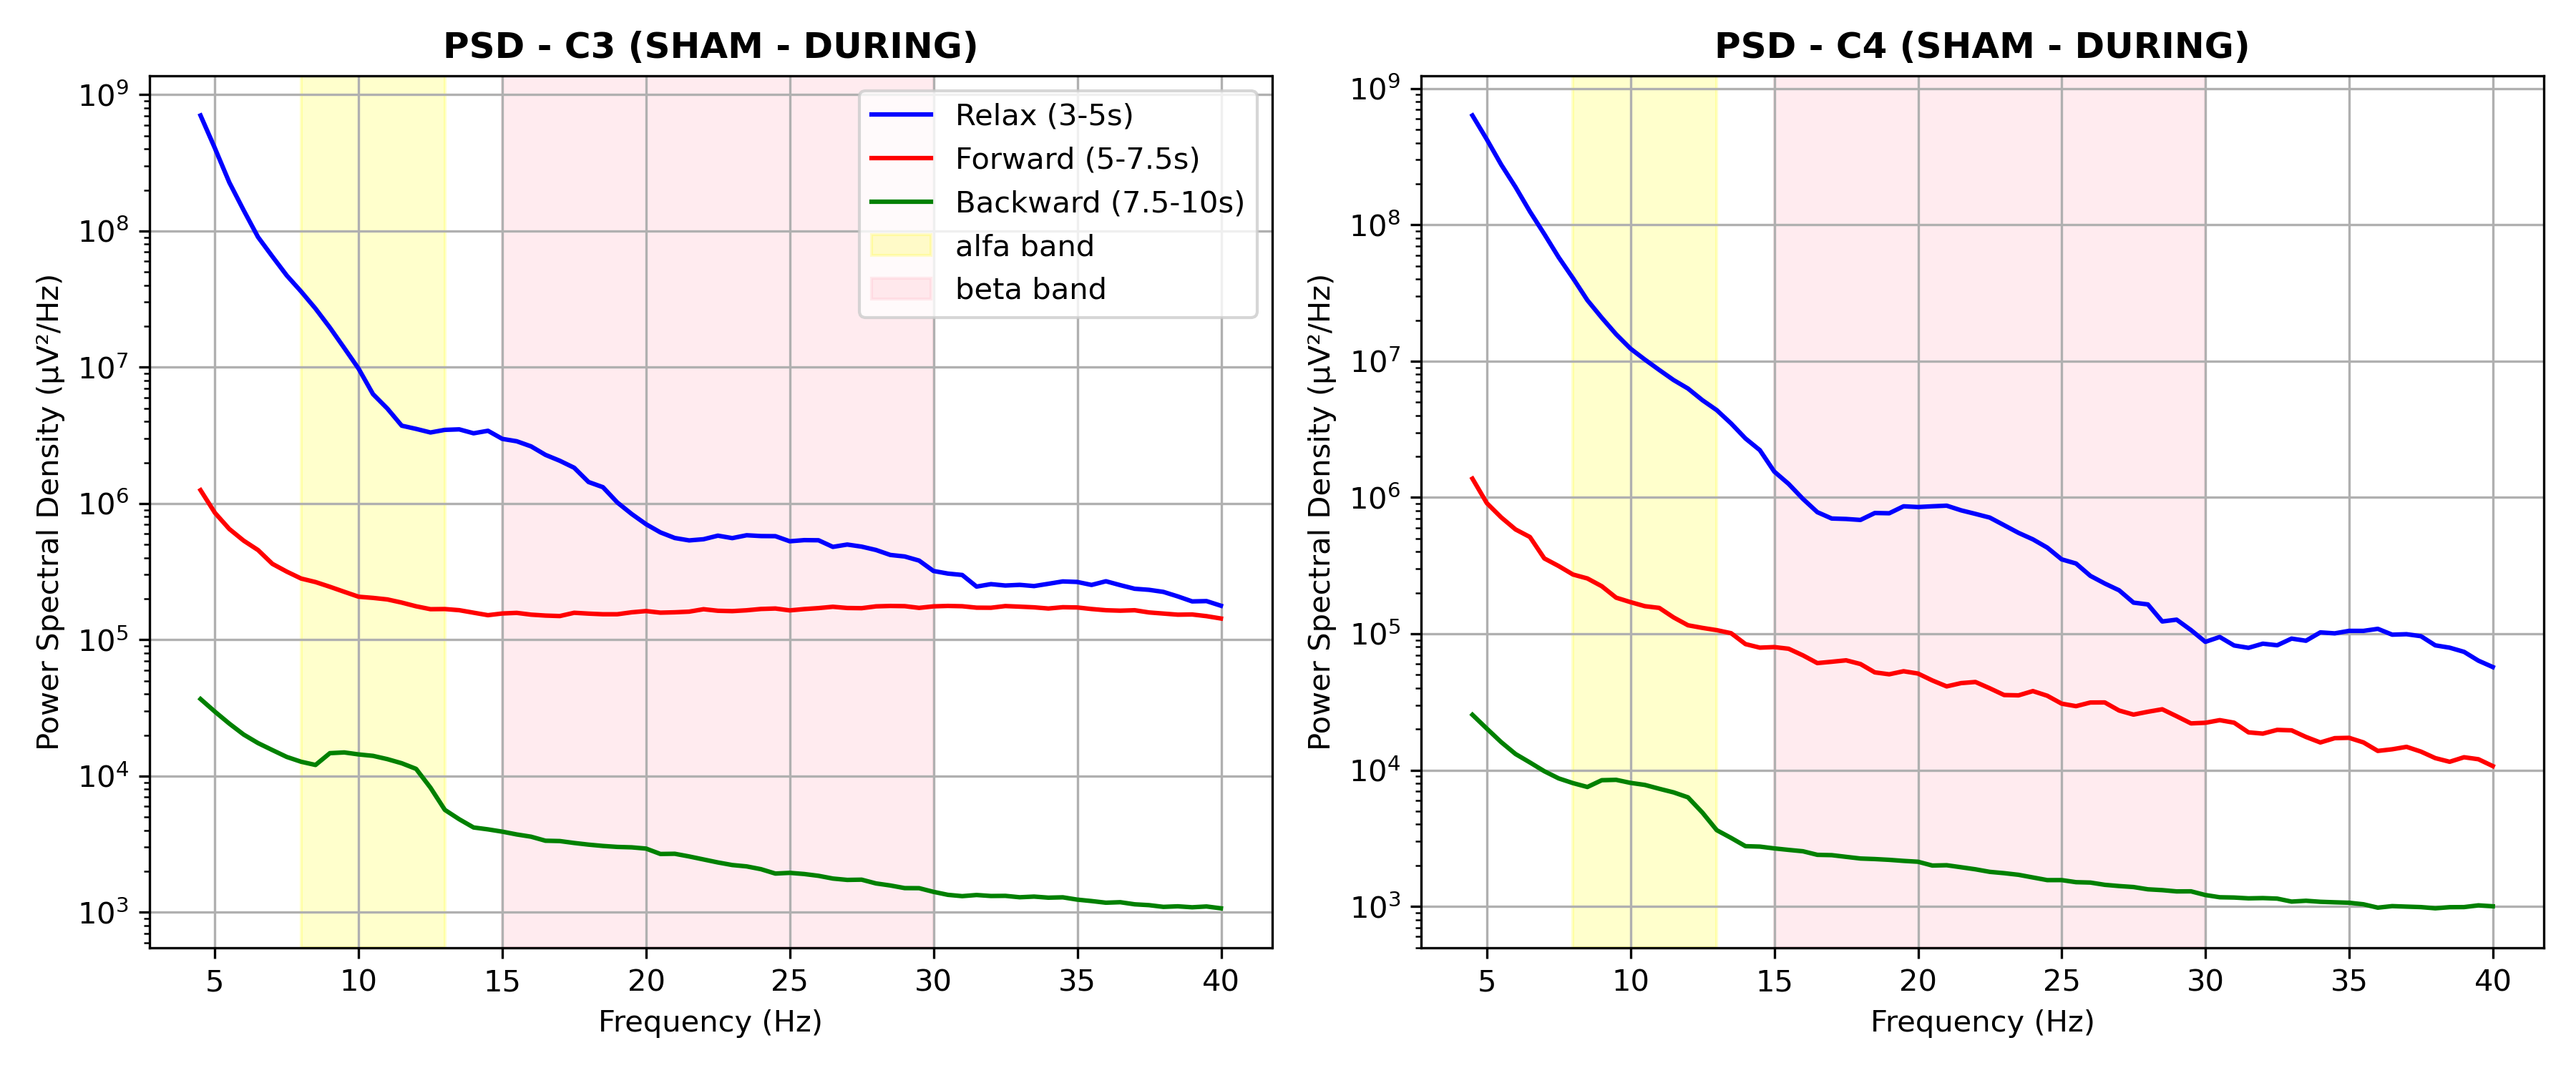 PSD - C3 (SHAM - DURING)
Power Spectral Density (µV²/Hz)
10⁹
10⁸
10⁷
10⁶
10⁵
10⁴
10³
Relax (3-5s)
Forward (5-7.5s)
Backward (7.5-10s)
alfa band
beta band
5 10 15 20 25 30 35 40
Frequency (Hz)
PSD - C4 (SHAM - DURING)
Power Spectral Density (µV²/Hz)
10⁹
10⁸
10⁷
10⁶
10⁵
10⁴
10³
5 10 15 20 25 30 35 40
Frequency (Hz)